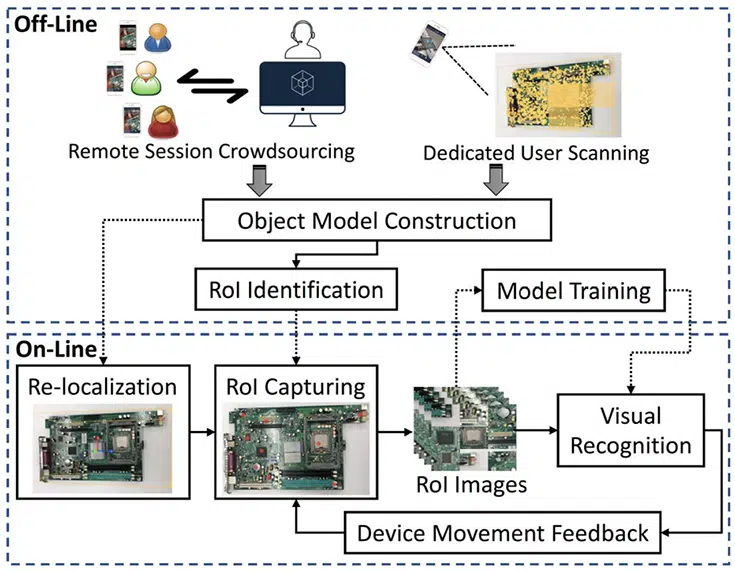 Off-Line
Remote Session Crowdsourcing
Dedicated User Scanning
Object Model Construction
RoI Identification
Model Training
On-Line
Re-localization
RoI Capturing
RoI Images
Visual
Recognition
Device Movement Feedback